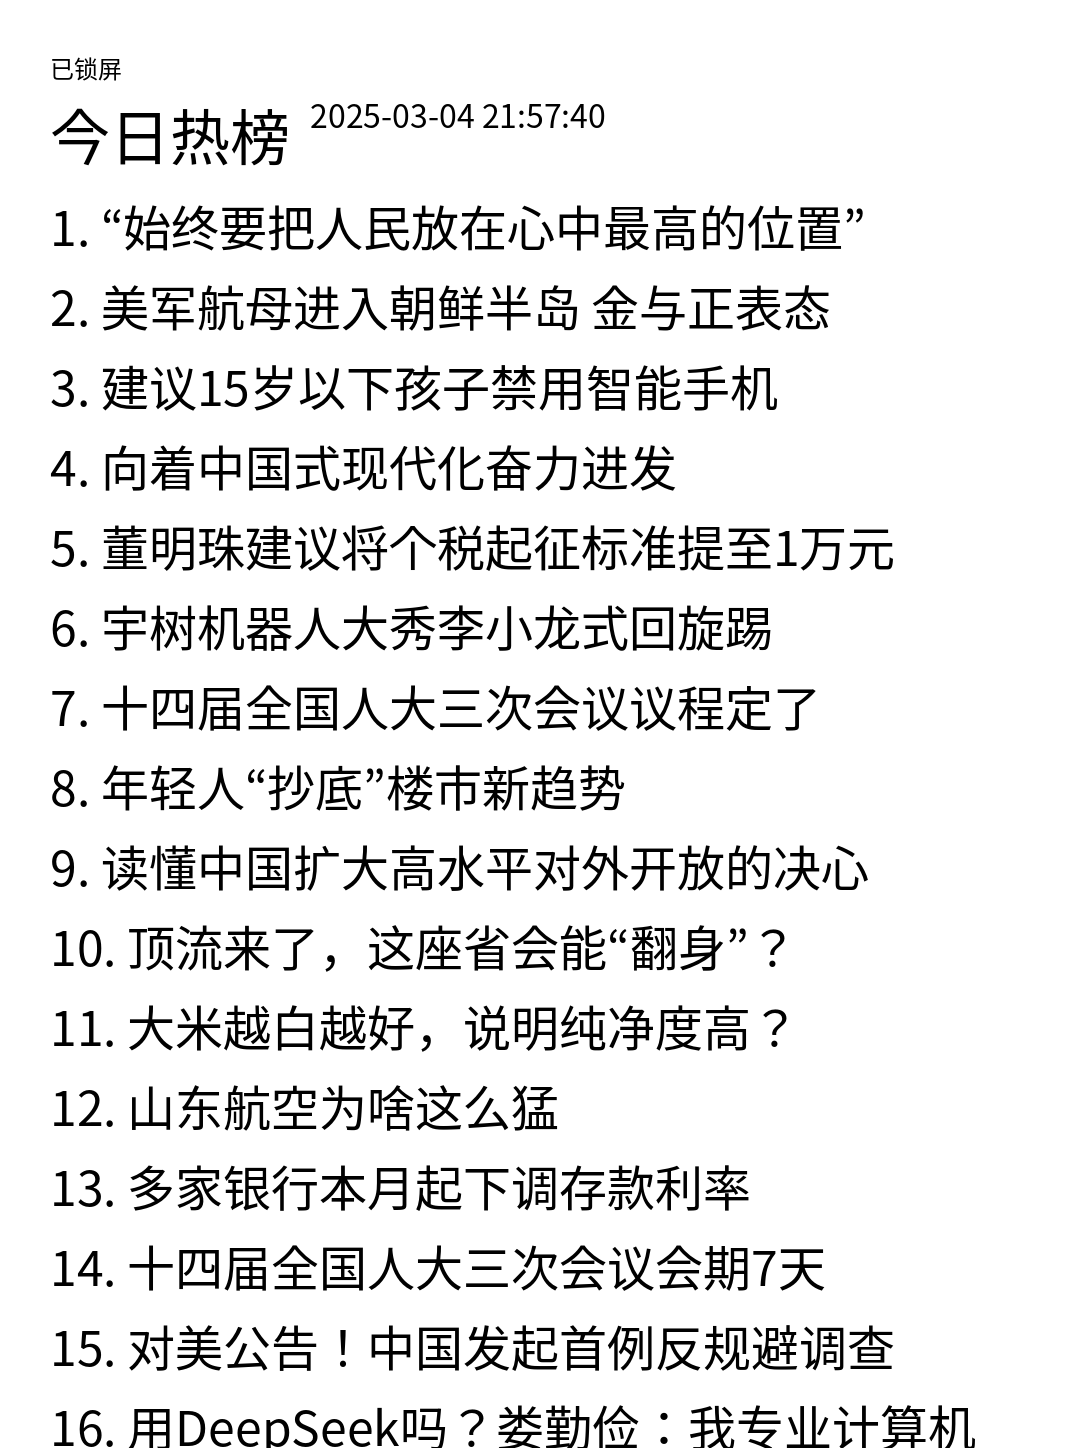 已锁屏
今日热榜 2025-03-04 21:57:40
1. “始终要把人民放在心中最高的位置”
2. 美军航母进入朝鲜半岛 金与正表态
3. 建议15岁以下孩子禁用智能手机
4. 向着中国式现代化奋力进发
5. 董明珠建议将个税起征标准提至1万元
6. 宇树机器人大秀李小龙式回旋踢
7. 十四届全国人大三次会议议程定了
8. 年轻人“抄底”楼市新趋势
9. 读懂中国扩大高水平对外开放的决心
10. 顶流来了，这座省会能“翻身”？
11. 大米越白越好，说明纯净度高？
12. 山东航空为啥这么猛
13. 多家银行本月起下调存款利率
14. 十四届全国人大三次会议会期7天
15. 对美公告！中国发起首例反规避调查
16. 用DeepSeek吗？娄勤俭：我专业计算机